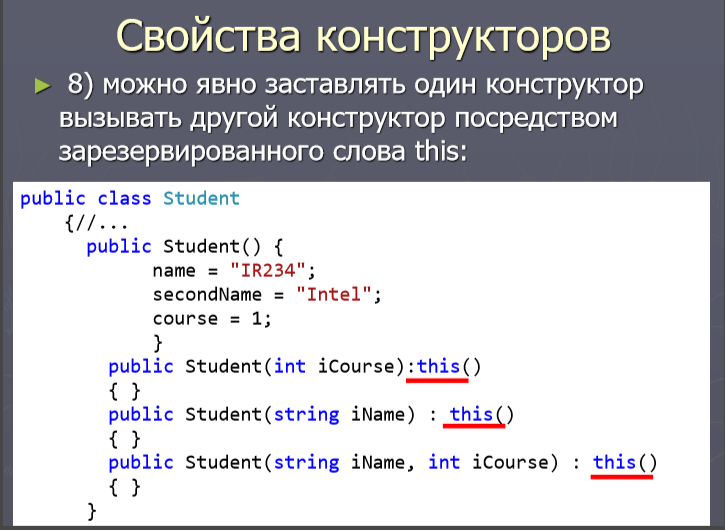 Свойства конструкторов
► 8) можно явно заставлять один конструктор
вызывать другой конструктор посредством
зарезервированного слова this:
public class Student
{//...
public Student() {
name = "IR234";
secondName = "Intel";
course = 1;
}
public Student(int iCourse):this()
{ }
public Student(string iName) : this()
{ }
public Student(string iName, int iCourse) : this()
{ }
}